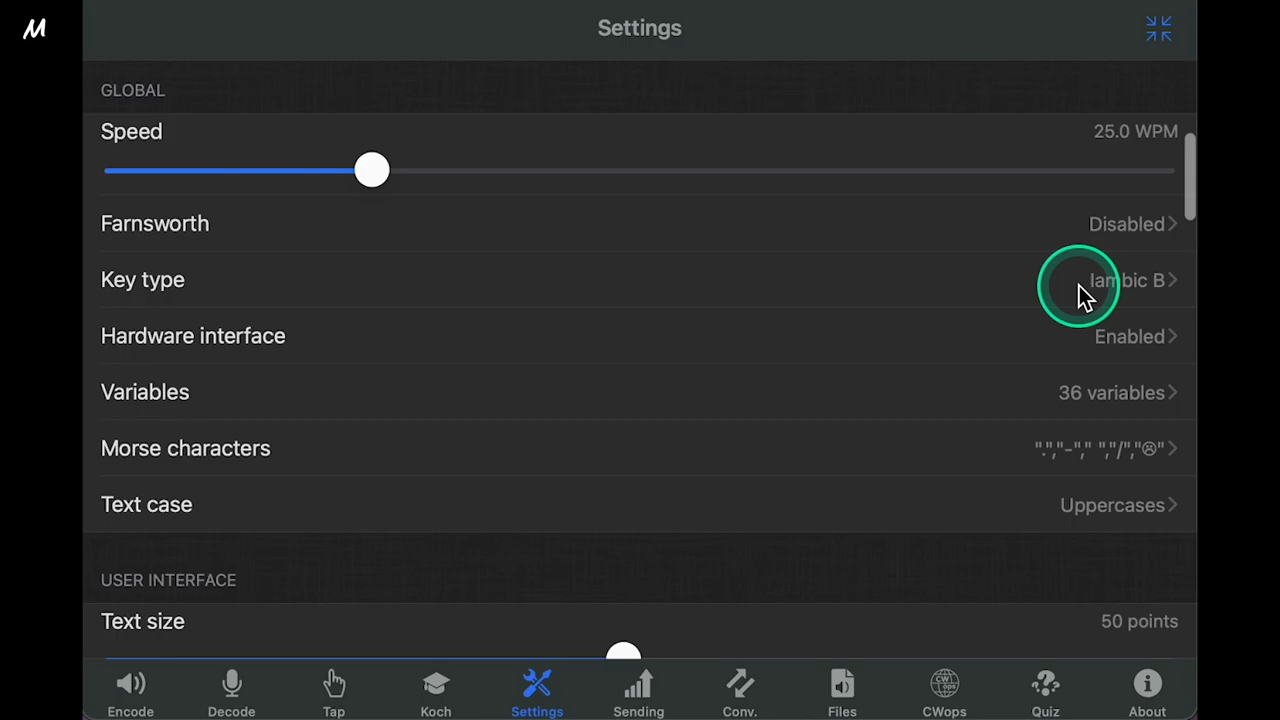 M
Settings
GLOBAL
Speed 25.0 WPM
Farnsworth Disabled
Key type Iambic B
Hardware interface Enabled
Variables 36 variables
Morse characters ".","-"," ","/","☹"
Text case Uppercases
USER INTERFACE
Text size 50 points
CW ops
Encode Decode Tap Koch Settings Sending Conv. Files CWops Quiz About